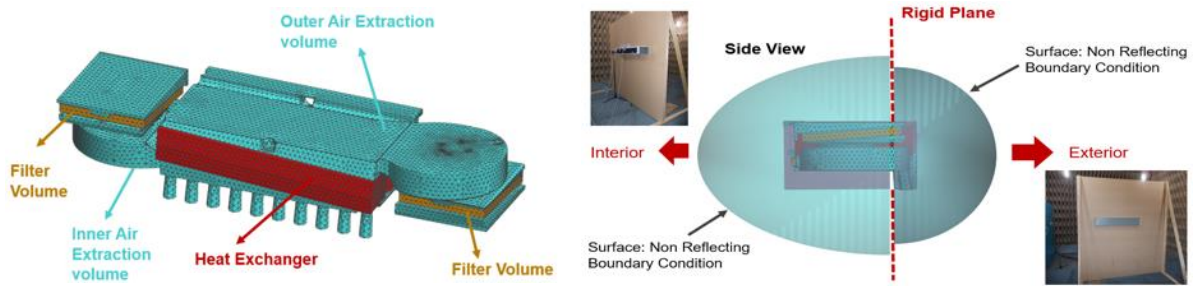 Outer Air Extraction
volume
Filter
Volume
Inner Air
Extraction
volume
Heat Exchanger
Filter Volume
Rigid Plane
Side View
Surface: Non Reflecting
Boundary Condition
Interior
Exterior
Surface: Non Reflecting
Boundary Condition